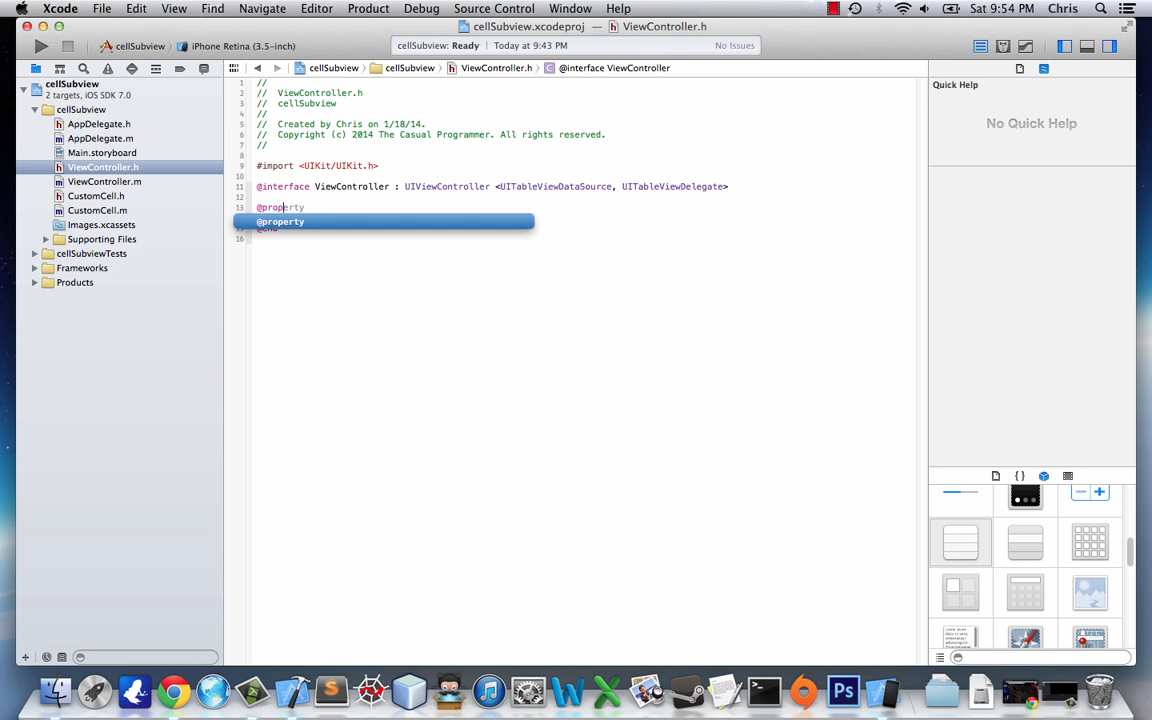 Xcode File Edit View Find Navigate Editor Product Debug Source Control Window Help Sat 9:54 PM Chris
cellSubview.xcodeproj — ViewController.h
cellSubview iPhone Retina (3.5-inch) cellSubview: Ready Today at 9:43 PM No Issues
cellSubview cellSubview ViewController.h @interface ViewController
cellSubview
2 targets, iOS SDK 7.0
cellSubview
AppDelegate.h
AppDelegate.m
Main.storyboard
ViewController.h
ViewController.m
CustomCell.h
CustomCell.m
Images.xcassets
Supporting Files
cellSubviewTests
Frameworks
Products
1 //
2 // ViewController.h
3 // cellSubview
4 //
5 // Created by Chris on 1/18/14.
6 // Copyright (c) 2014 The Casual Programmer. All rights reserved.
7 //
8
9 #import <UIKit/UIKit.h>
10
11 @interface ViewController : UIViewController <UITableViewDataSource, UITableViewDelegate>
12
13 @property
@property
@end
16
Quick Help
No Quick Help